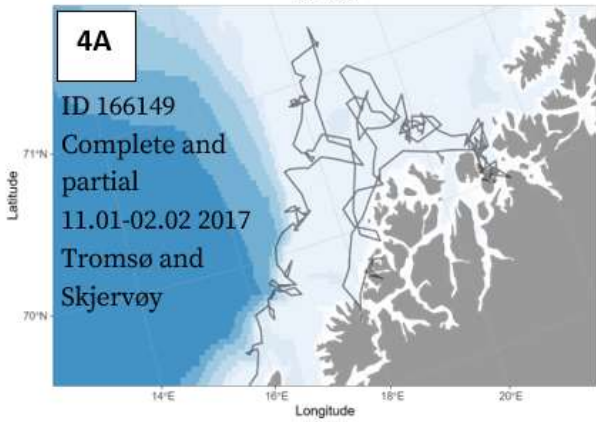 4A
ID 166149
Complete and
partial
11.01-02.02 2017
Tromsø and
Skjervøy
71°N
Latitude
70°N
14°E
16°E
18°E
20°E
Longitude